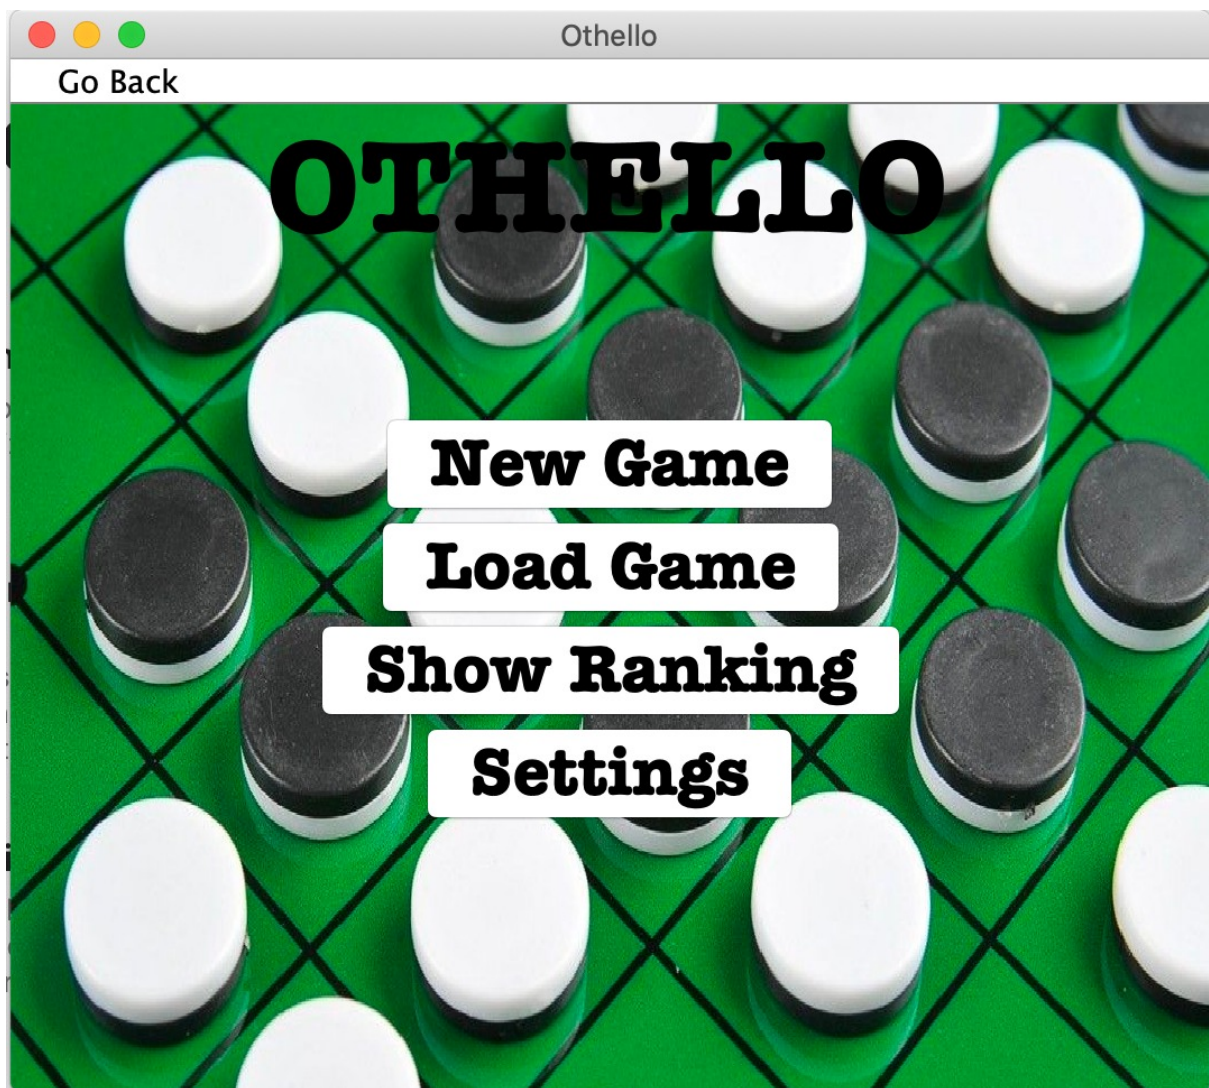 Othello
Go Back
OTHELLO
New Game
Load Game
Show Ranking
Settings